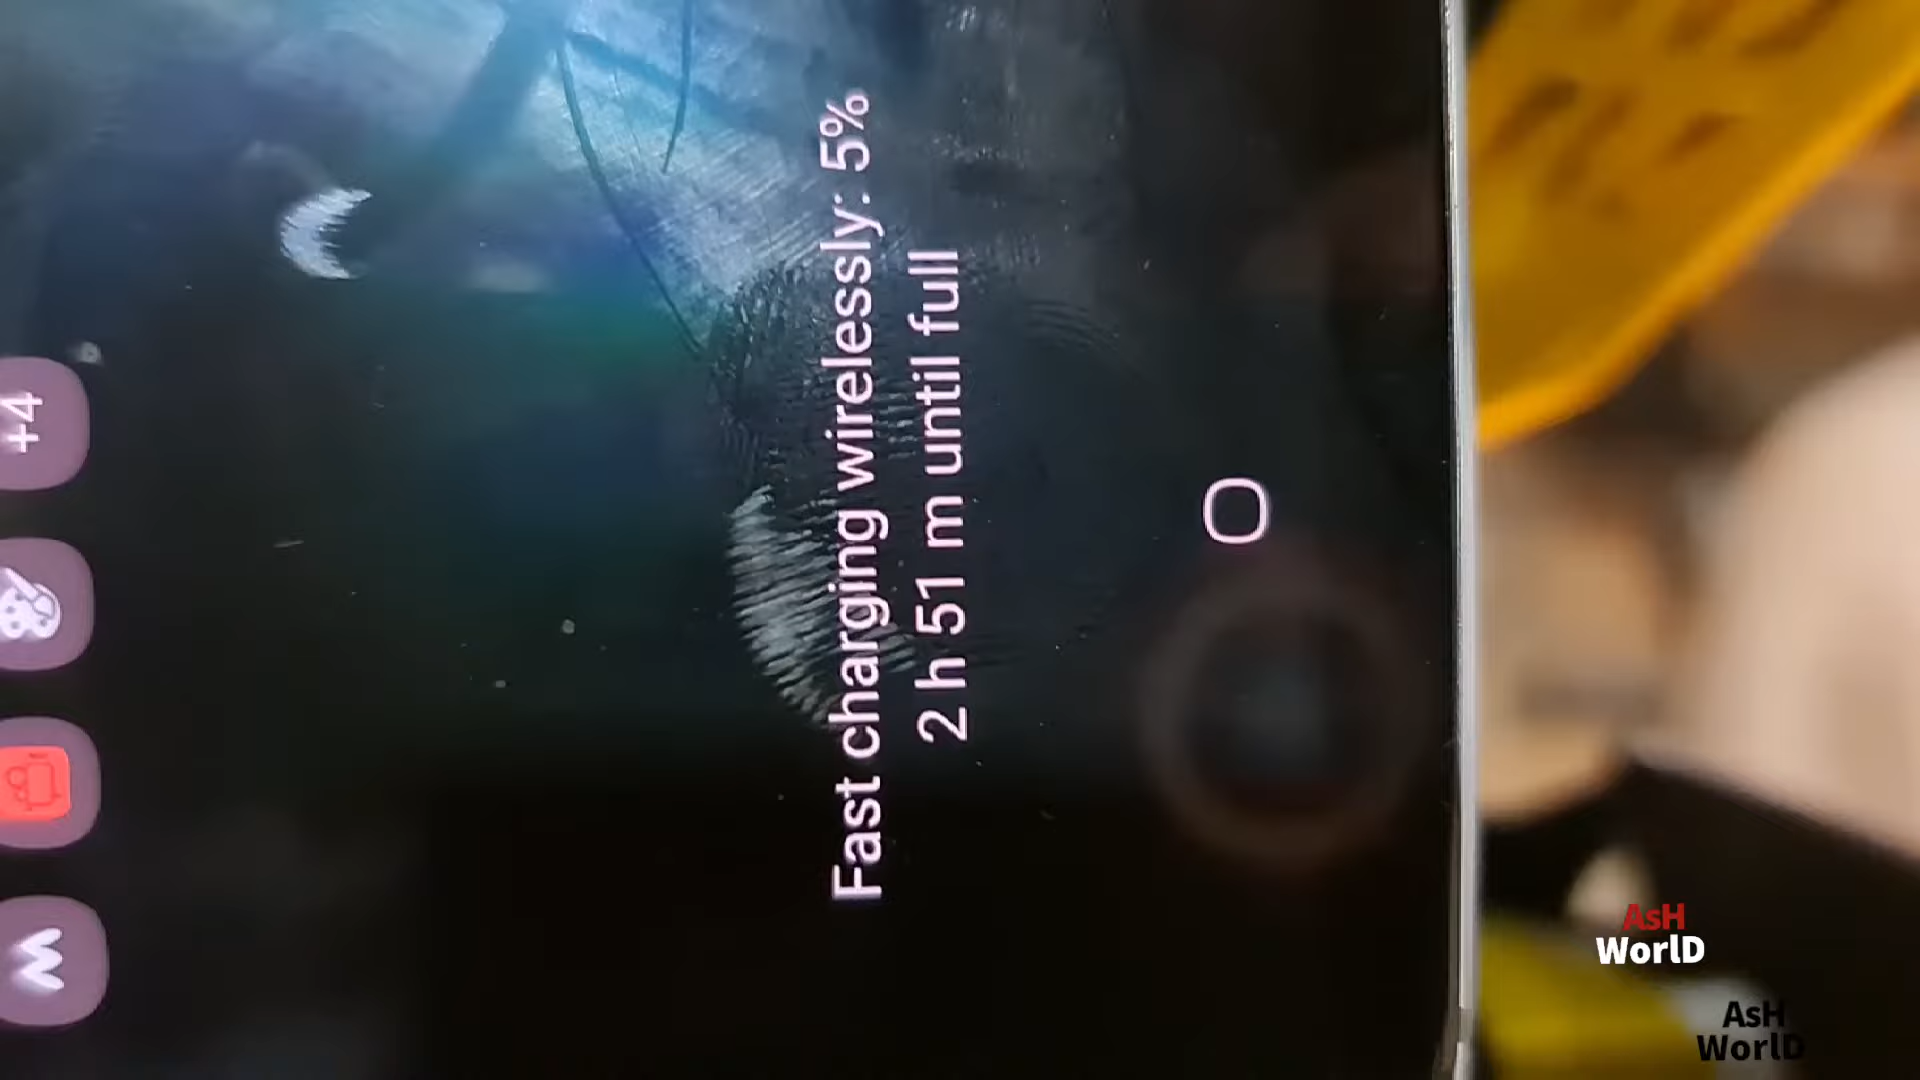 +4
Fast charging wirelessly: 5%
2 h 51 m until full
AsH
WorlD
AsH
WorlD